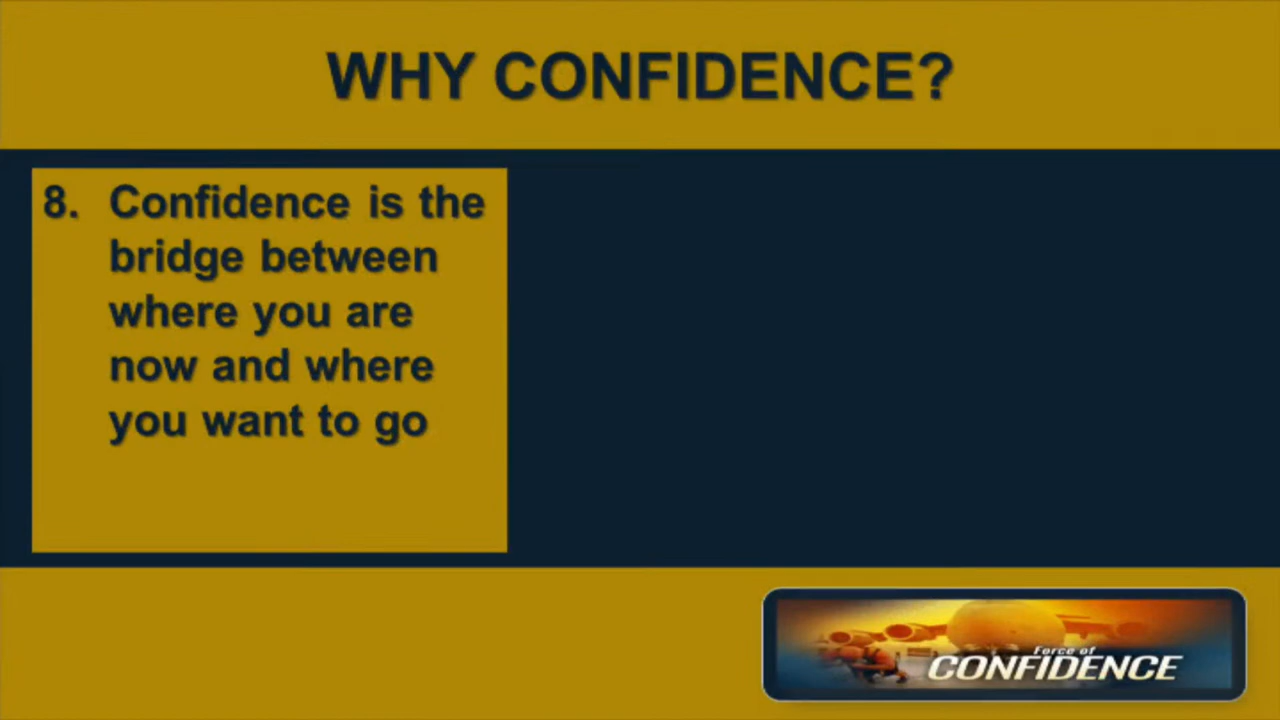 WHY CONFIDENCE?
8. Confidence is the
bridge between
where you are
now and where
you want to go
Force of
CONFIDENCE